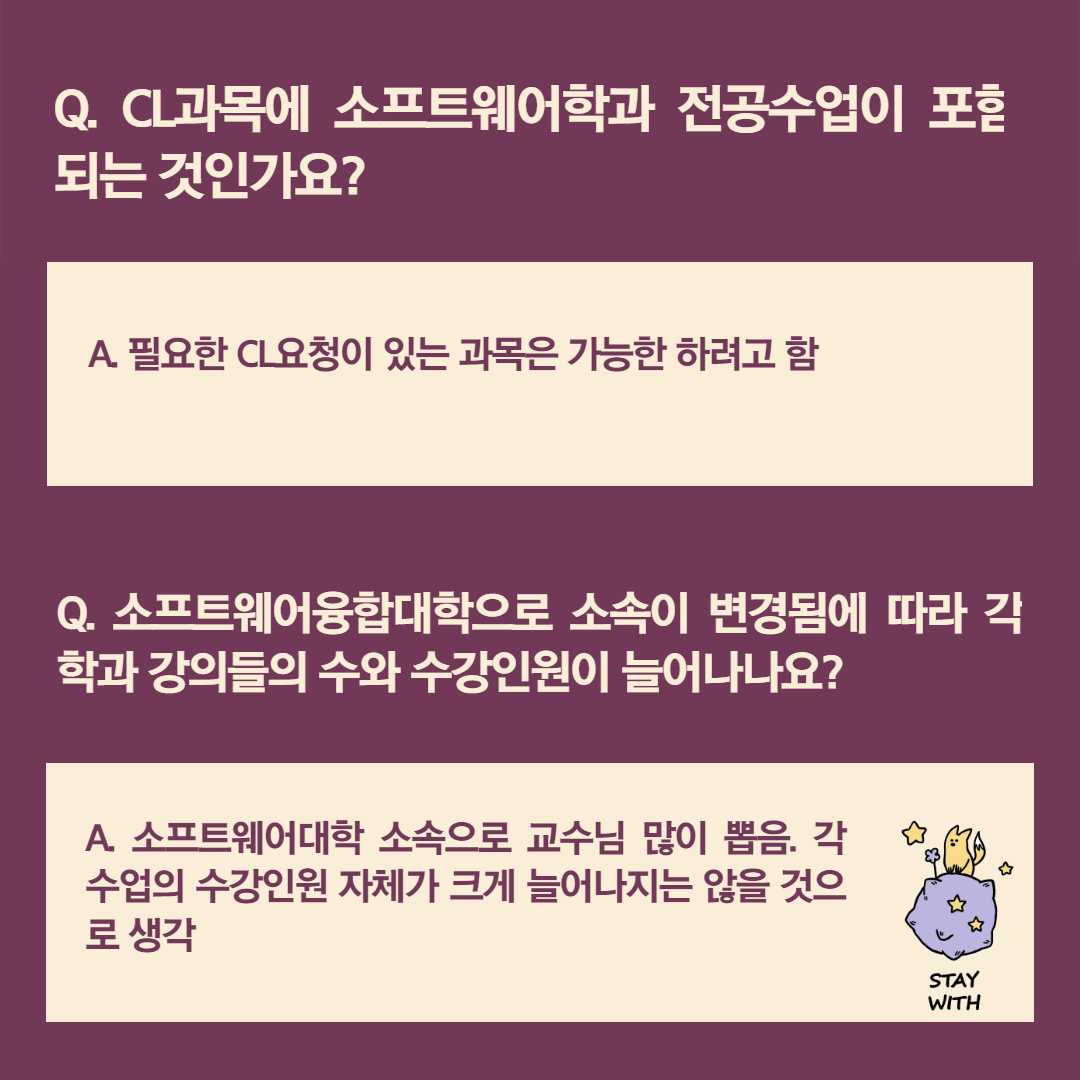 Q. CL과목에 소프트웨어학과 전공수업이 포함
되는 것인가요?
A. 필요한 CL요청이 있는 과목은 가능한 하려고 함
Q. 소프트웨어융합대학으로 소속이 변경됨에 따라 각
학과 강의들의 수와 수강인원이 늘어나나요?
A. 소프트웨어대학 소속으로 교수님 많이 뽑음. 각
수업의 수강인원 자체가 크게 늘어나지는 않을 것으
로 생각
STAY
WITH